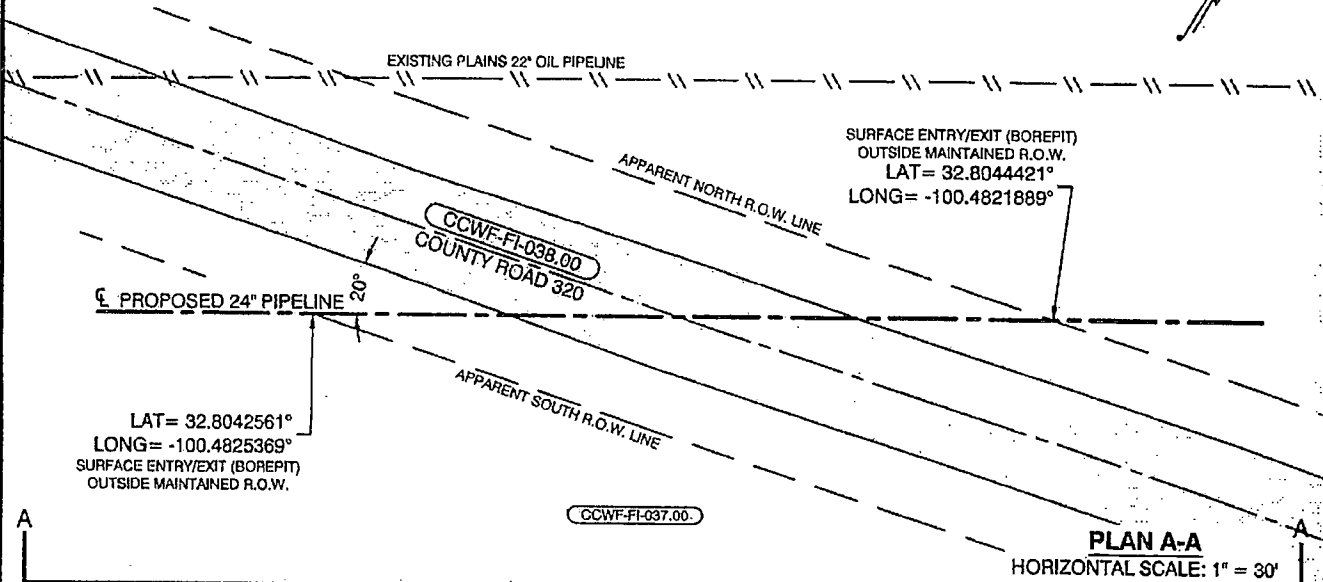 EXISTING PLAINS 22" OIL PIPELINE
SURFACE ENTRY/EXIT (BOREPIT)
OUTSIDE MAINTAINED R.O.W.
LAT= 32.8044421°
LONG= -100.4821889°
APPARENT NORTH R.O.W. LINE
CCWF-FI-038.00
COUNTY ROAD 320
℄ PROPOSED 24" PIPELINE
20°
APPARENT SOUTH R.O.W. LINE
LAT= 32.8042561°
LONG= -100.4825369°
SURFACE ENTRY/EXIT (BOREPIT)
OUTSIDE MAINTAINED R.O.W.
CCWF-FI-037.00
A
A
PLAN A-A
HORIZONTAL SCALE: 1" = 30'